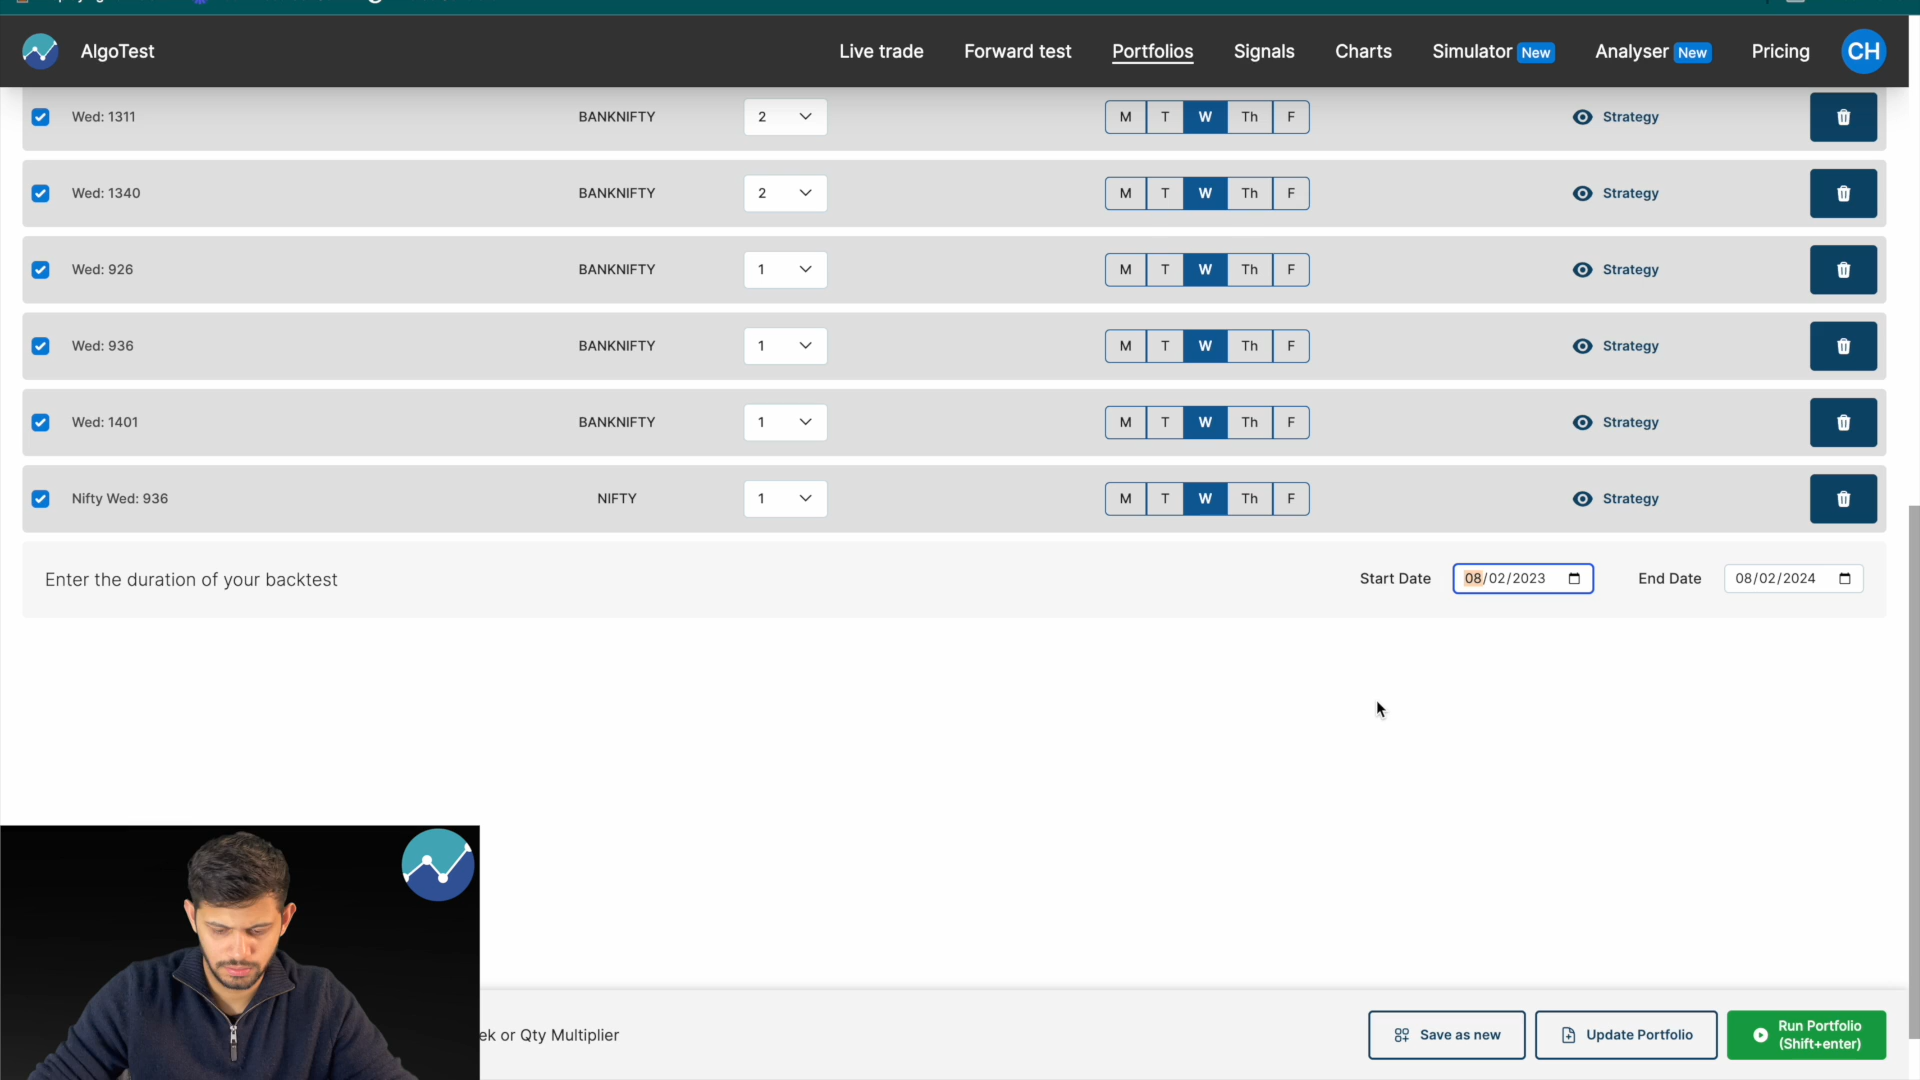 AlgoTest Live trade Forward test Portfolios Signals Charts Simulator New Analyser New Pricing CH
Wed: 1311 BANKNIFTY 2 M T W Th F Strategy
Wed: 1340 BANKNIFTY 2 M T W Th F Strategy
Wed: 926 BANKNIFTY 1 M T W Th F Strategy
Wed: 936 BANKNIFTY 1 M T W Th F Strategy
Wed: 1401 BANKNIFTY 1 M T W Th F Strategy
Nifty Wed: 936 NIFTY 1 M T W Th F Strategy
Enter the duration of your backtest Start Date 08/02/2023 End Date 08/02/2024
ek or Qty Multiplier Save as new Update Portfolio Run Portfolio
(Shift+enter)